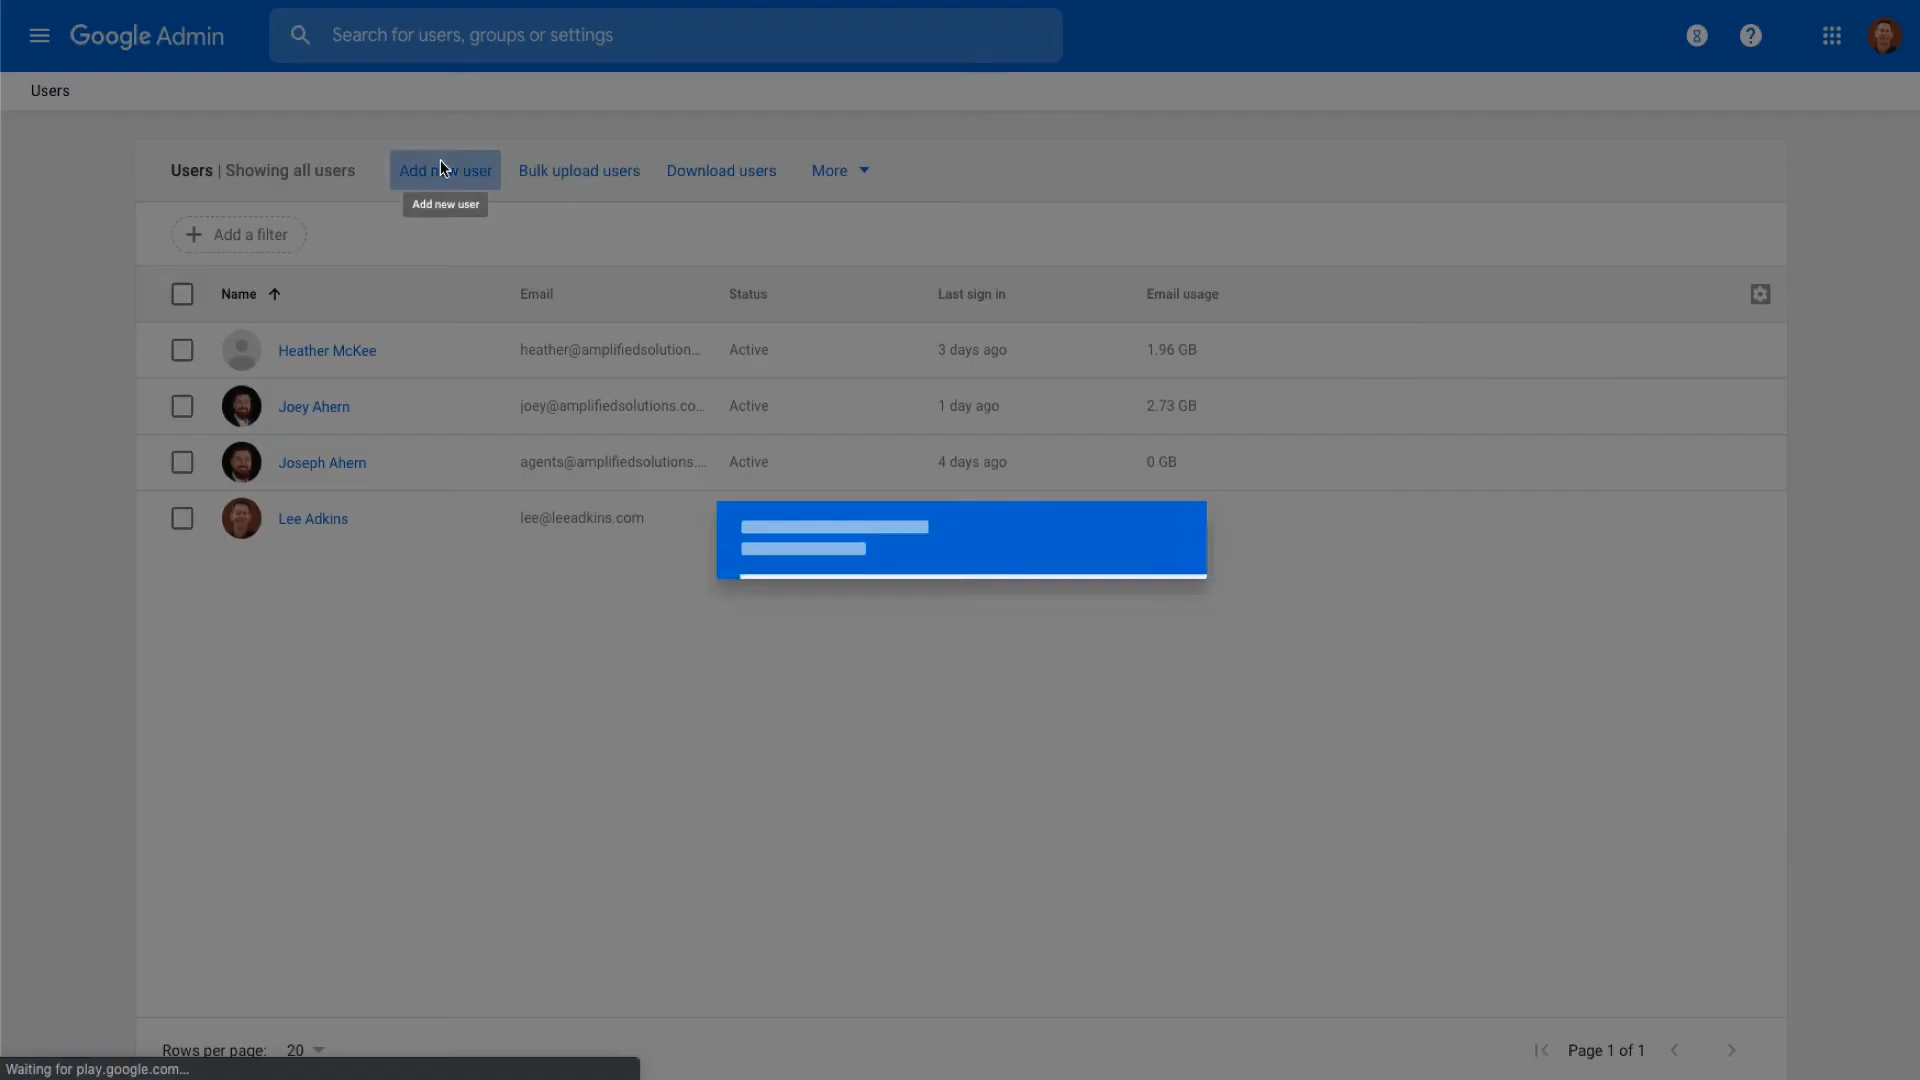 Google Admin
Search for users, groups or settings
Users
Users | Showing all users
Add new user
Bulk upload users
Download users
More
Add new user
Add a filter
Name
Email
Status
Last sign in
Email usage
Heather McKee
heather@amplifiedsolution...
Active
3 days ago
1.96 GB
Joey Ahern
joey@amplifiedsolutions.co...
Active
1 day ago
2.73 GB
Joseph Ahern
agents@amplifiedsolutions....
Active
4 days ago
0 GB
Lee Adkins
lee@leeadkins.com
Rows per page: 20
Page 1 of 1
Waiting for play.google.com...